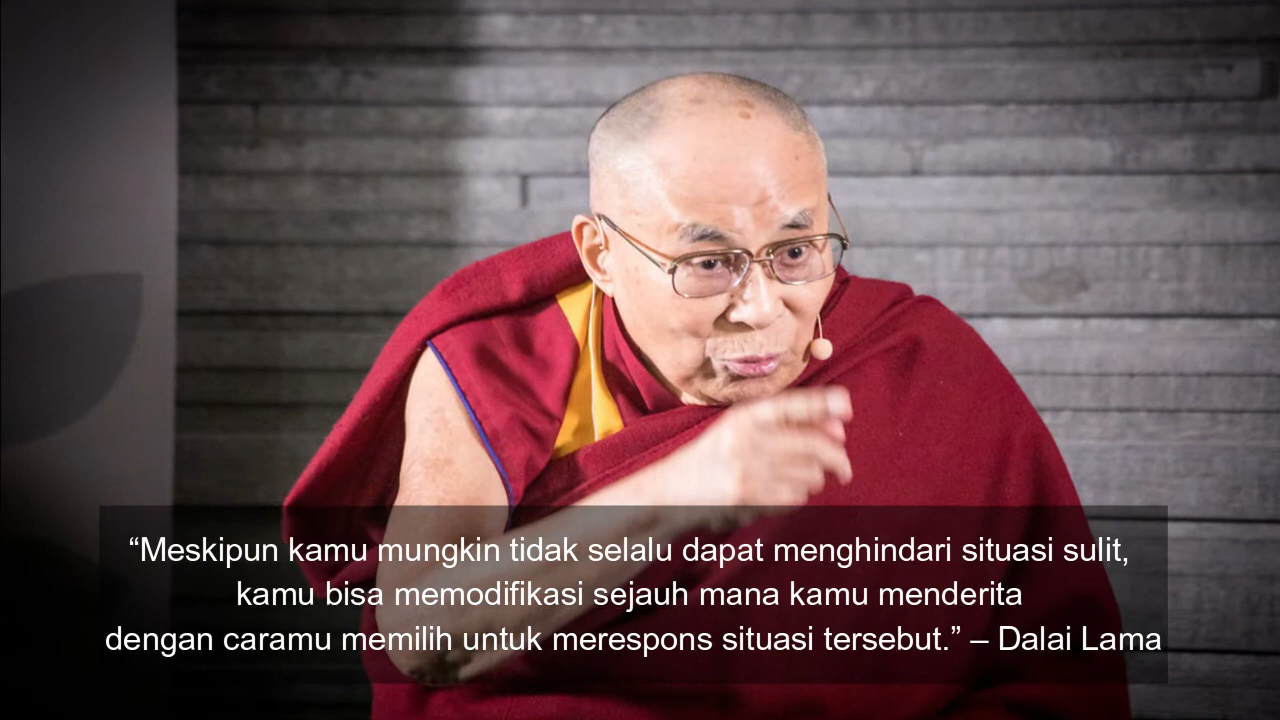 “Meskipun kamu mungkin tidak selalu dapat menghindari situasi sulit,
kamu bisa memodifikasi sejauh mana kamu menderita
dengan caramu memilih untuk merespons situasi tersebut.” – Dalai Lama